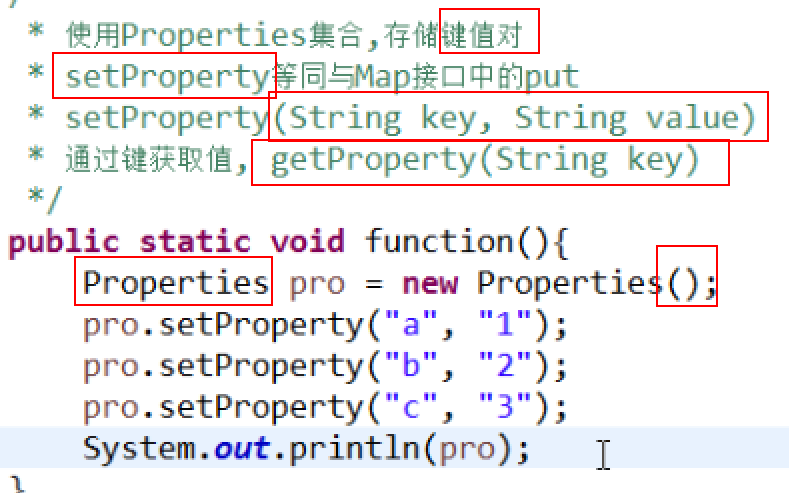 /
* 使用Properties集合,存储键值对
* setProperty等同与Map接口中的put
* setProperty(String key, String value)
* 通过键获取值, getProperty(String key)
*/
public static void function(){
Properties pro = new Properties();
pro.setProperty("a", "1");
pro.setProperty("b", "2");
pro.setProperty("c", "3");
System.out.println(pro);
}